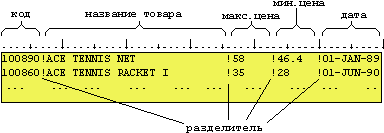 мин.цена
код название товара макс.цена дата
100890!ACE TENNIS NET !58 !46.4 !01-JAN-89
100860!ACE TENNIS RACKET I !35 !28 !01-JUN-90
... ... ... ... ... ...
разделитель